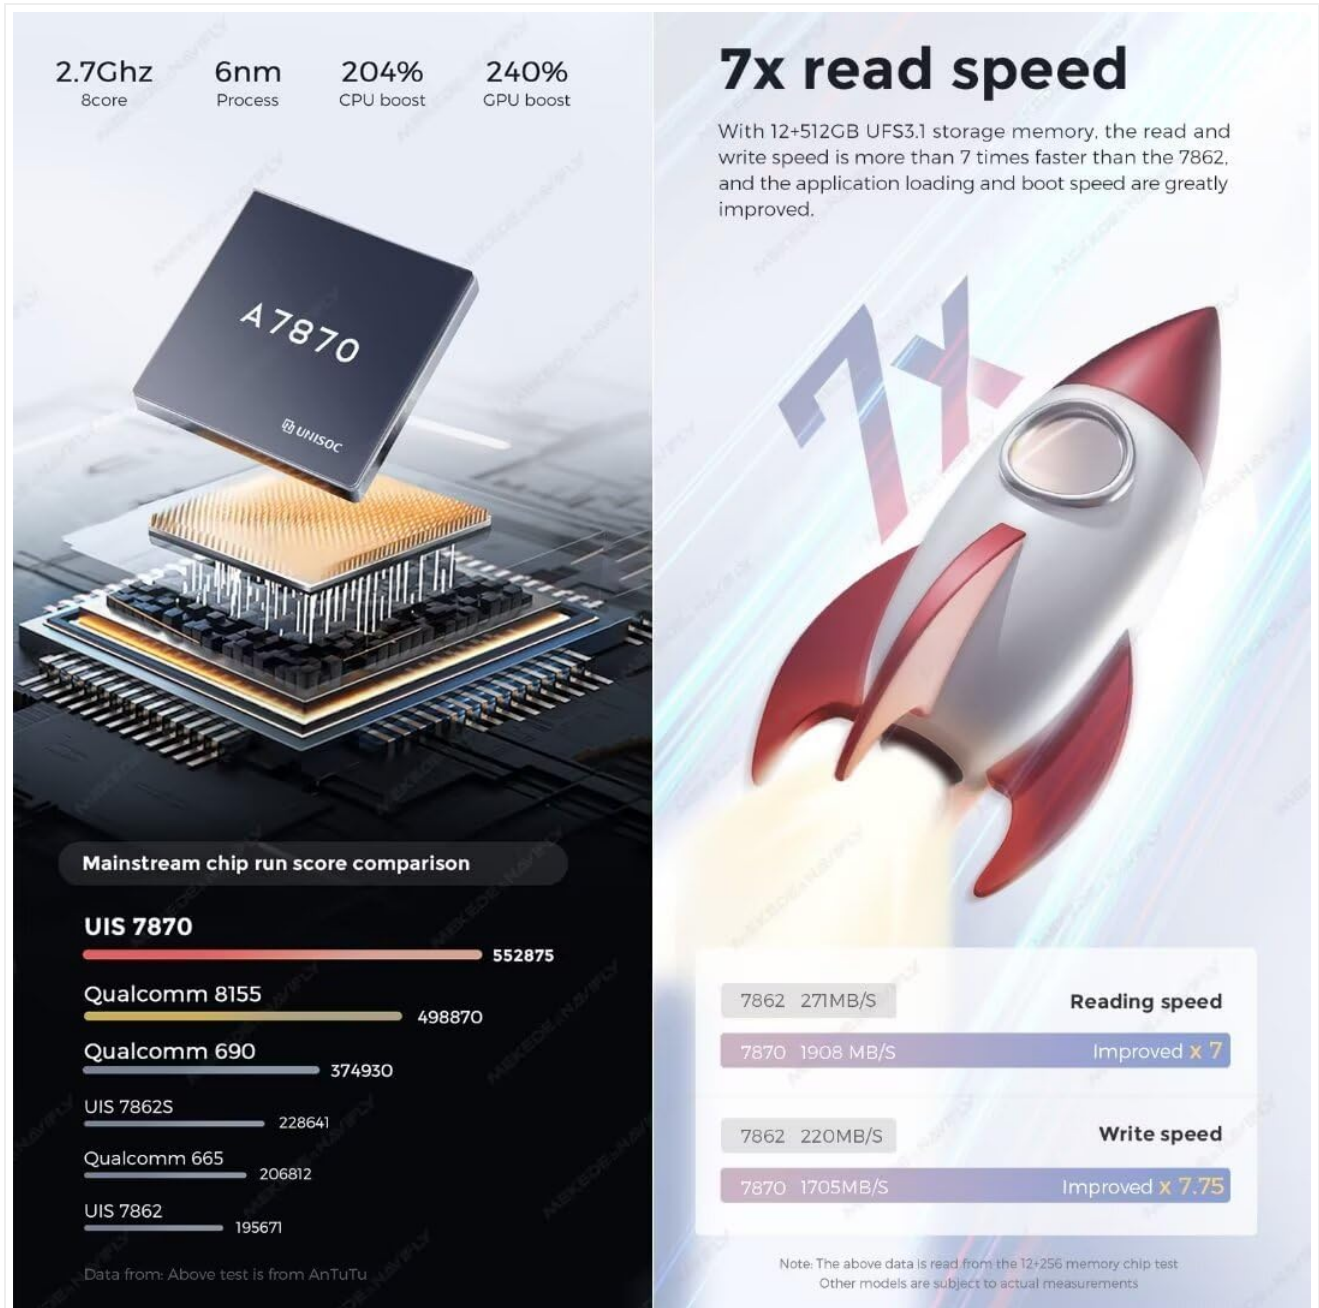 2.7Ghz
8core
6nm
Process
204%
CPU boost
240%
GPU boost
A7870
UNISOC
Mainstream chip run score comparison
UIS 7870
552875
Qualcomm 8155
498870
Qualcomm 690
374930
UIS 7862S
228641
Qualcomm 665
206812
UIS 7862
195671
Data from: Above test is from AnTuTu
7x read speed
With 12+512GB UFS3.1 storage memory, the read and
write speed is more than 7 times faster than the 7862,
and the application loading and boot speed are greatly
improved.
7x
7862 271MB/S
Reading speed
7870 1908 MB/S
Improved x 7
7862 220MB/S
Write speed
7870 1705MB/S
Improved x 7.75
Note: The above data is read from the 12+256 memory chip test
Other models are subject to actual measurements